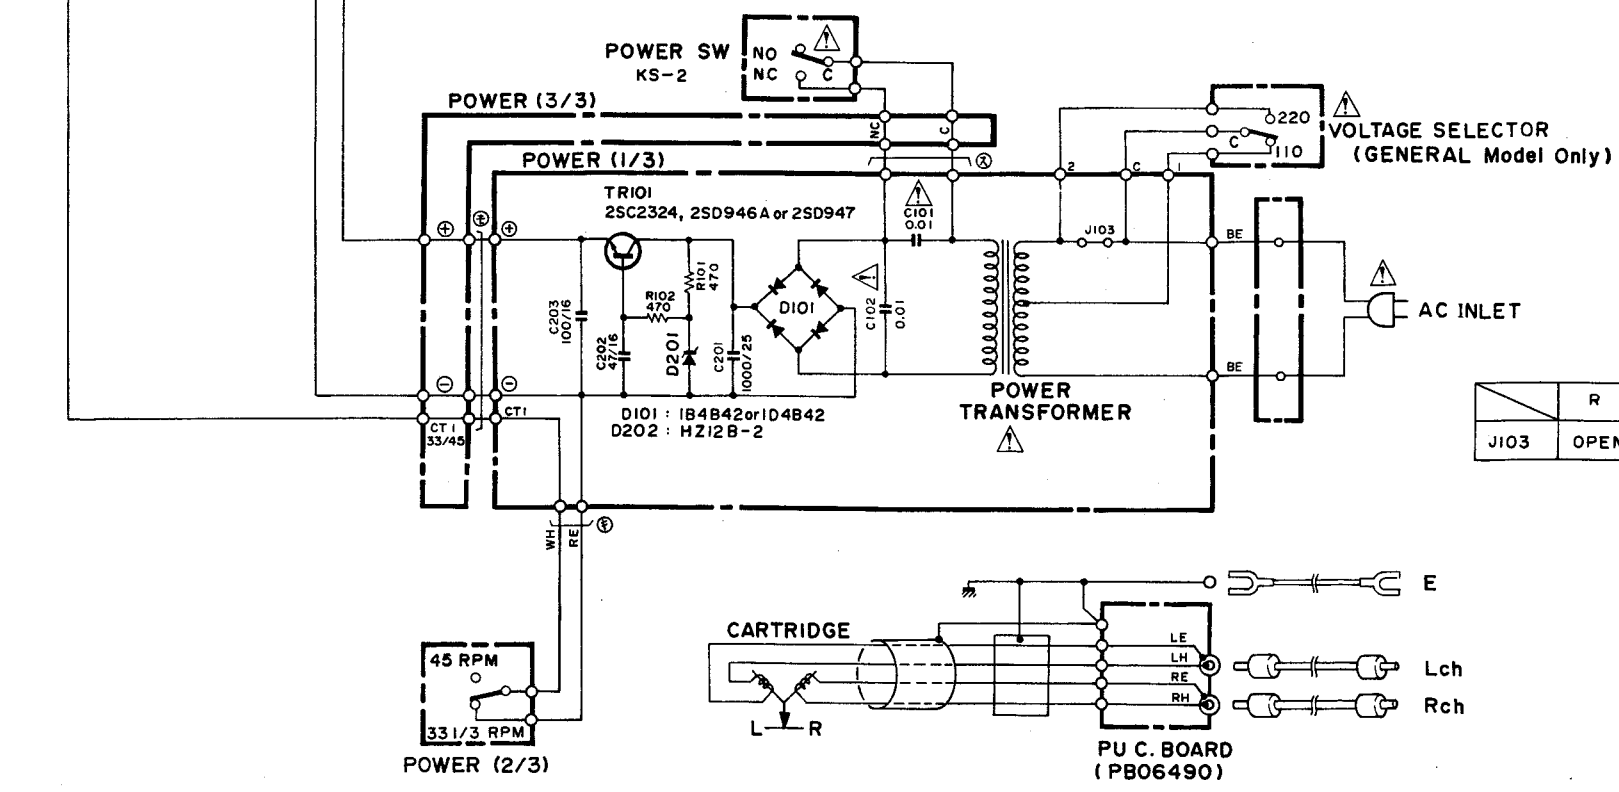 POWER SW
KS-2
NO
NC
C
POWER (3/3)
NC
C
220
C
110
VOLTAGE SELECTOR
(GENERAL Model Only)
POWER (1/3)
2
C
1
TR101
2SC2324, 2SD946A or 2SD947
C101
0.01
J103
BE
R101
470
R102
470
C203
100/16
C202
47/16
D201
C201
1000/25
D101
C102
0.01
AC INLET
BE
POWER
TRANSFORMER
CT1
33/45
CT1
D101 : 1B4B42 or 1D4B42
D202 : HZ12B-2
R
J103
OPEN
WH
RE
E
CARTRIDGE
LE
LH
RE
RH
Lch
Rch
L
R
PU C. BOARD
(PB06490)
45 RPM
33 1/3 RPM
POWER (2/3)